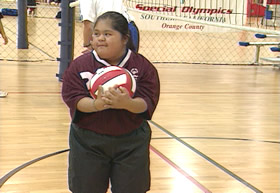 Special Olympics
SOUTHERN CALIFORNIA
Orange County